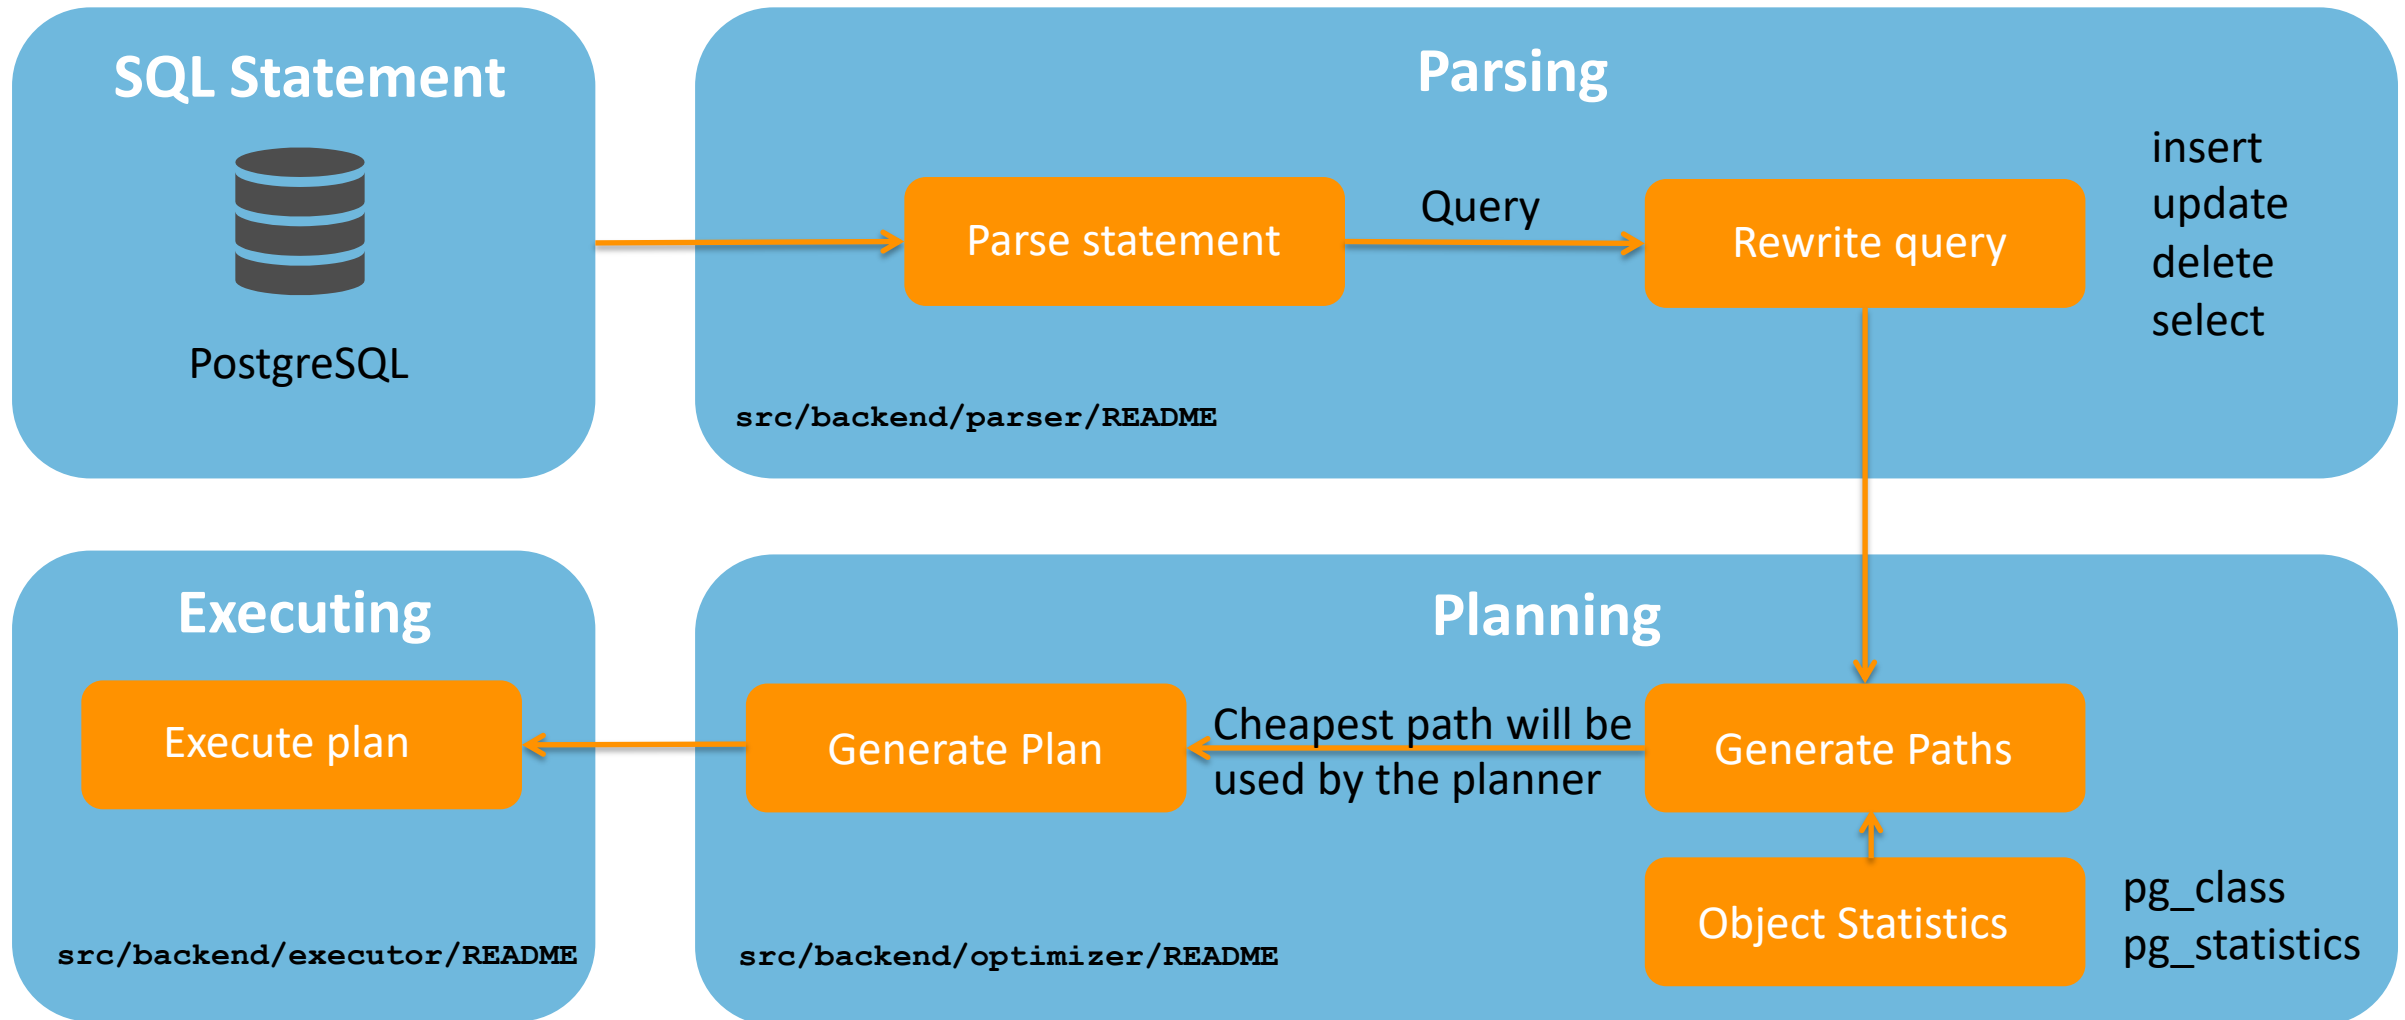 SQL Statement
PostgreSQL
Parsing
Parse statement
Query
Rewrite query
insert
update
delete
select
src/backend/parser/README
Executing
Execute plan
src/backend/executor/README
Planning
Generate Plan
Cheapest path will be
used by the planner
Generate Paths
Object Statistics
pg_class
pg_statistics
src/backend/optimizer/README